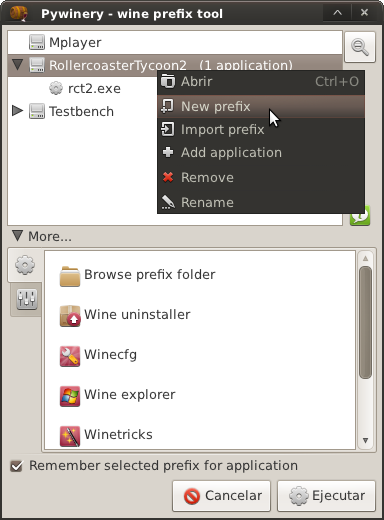 Pywinery - wine prefix tool
Mplayer
RollercoasterTycoon2 (1 application)
Abrir Ctrl+O
rct2.exe
New prefix
Testbench
Import prefix
Add application
Remove
Rename
More...
Browse prefix folder
Wine uninstaller
Winecfg
Wine explorer
Winetricks
Remember selected prefix for application
Cancelar
Ejecutar